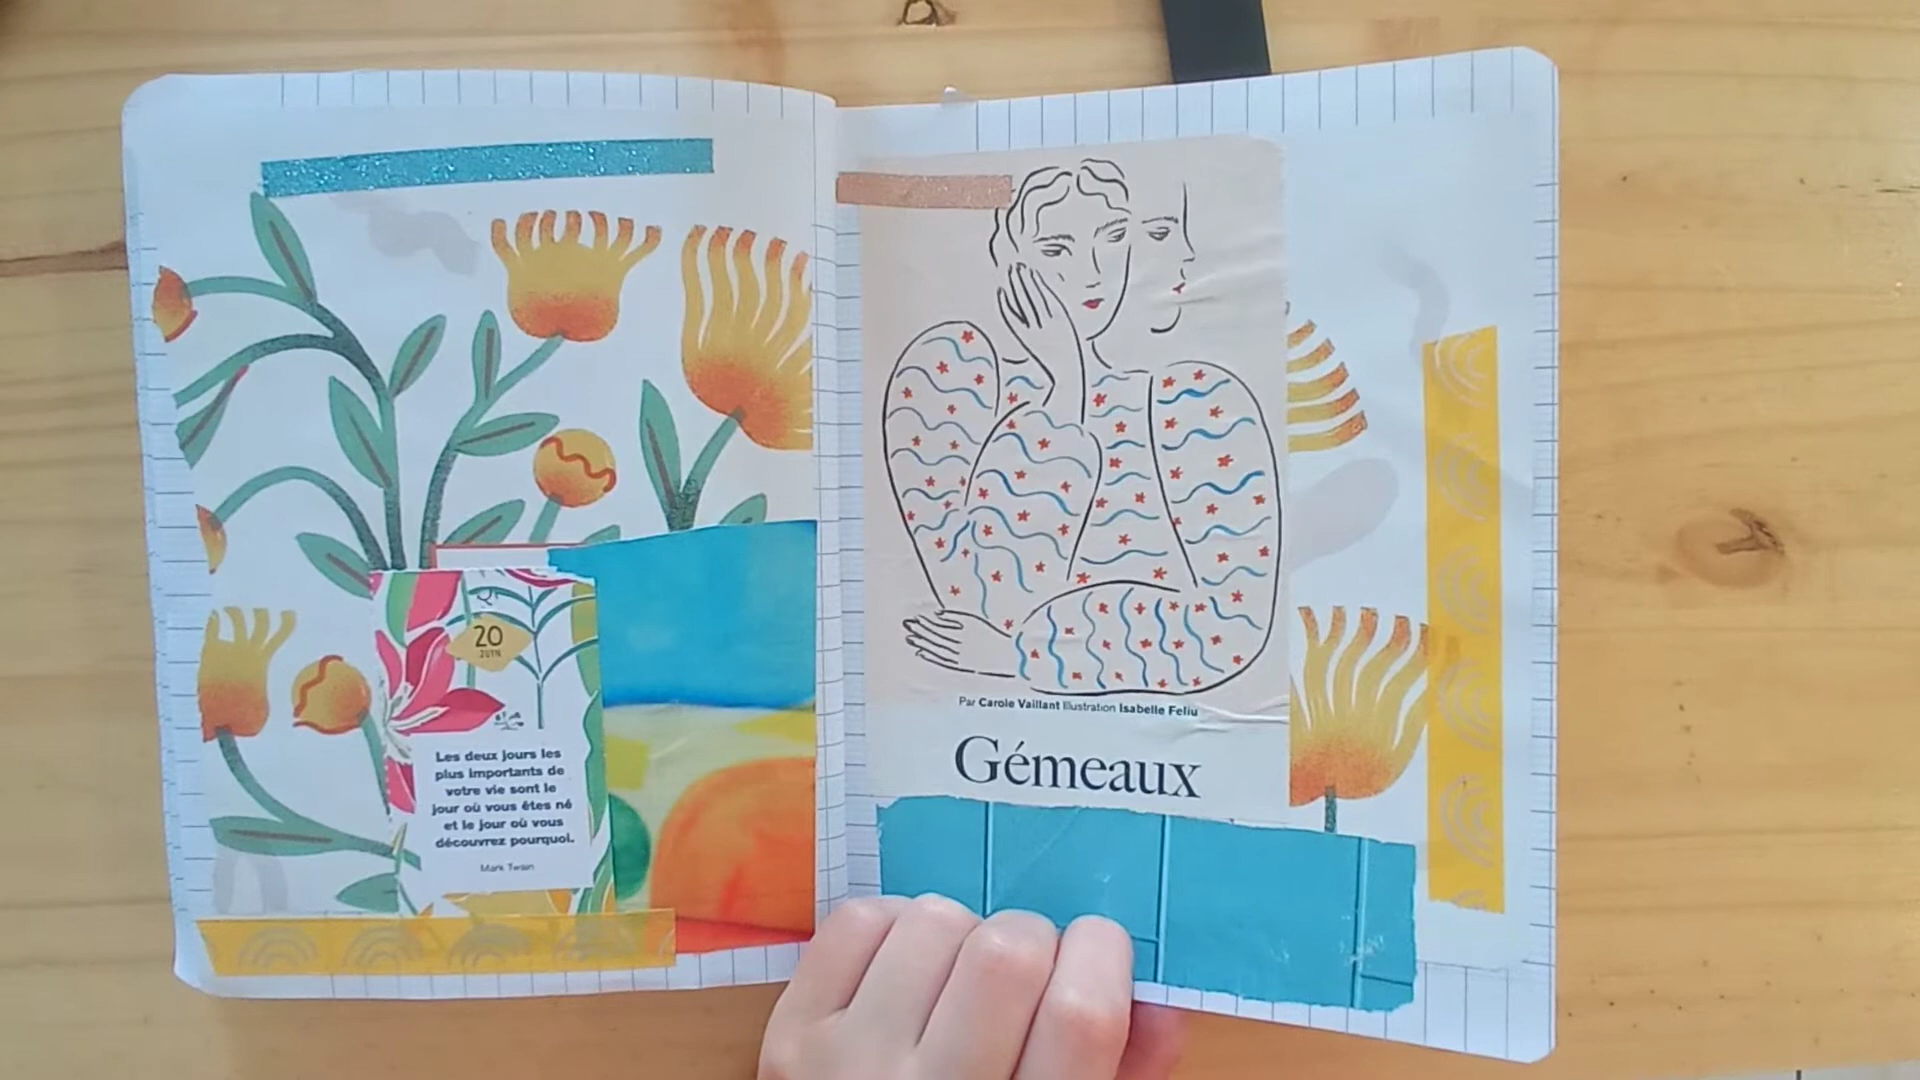 20
JUIN
Les deux jours les
plus importants de
votre vie sont le
jour où vous êtes né
et le jour où vous
découvrez pourquoi.
Mark Twain
Par Carole Vaillant Illustration Isabelle Feliu
Gémeaux